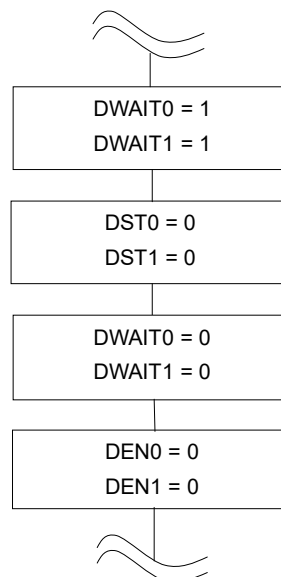 DWAIT0 = 1
DWAIT1 = 1
DST0 = 0
DST1 = 0
DWAIT0 = 0
DWAIT1 = 0
DEN0 = 0
DEN1 = 0